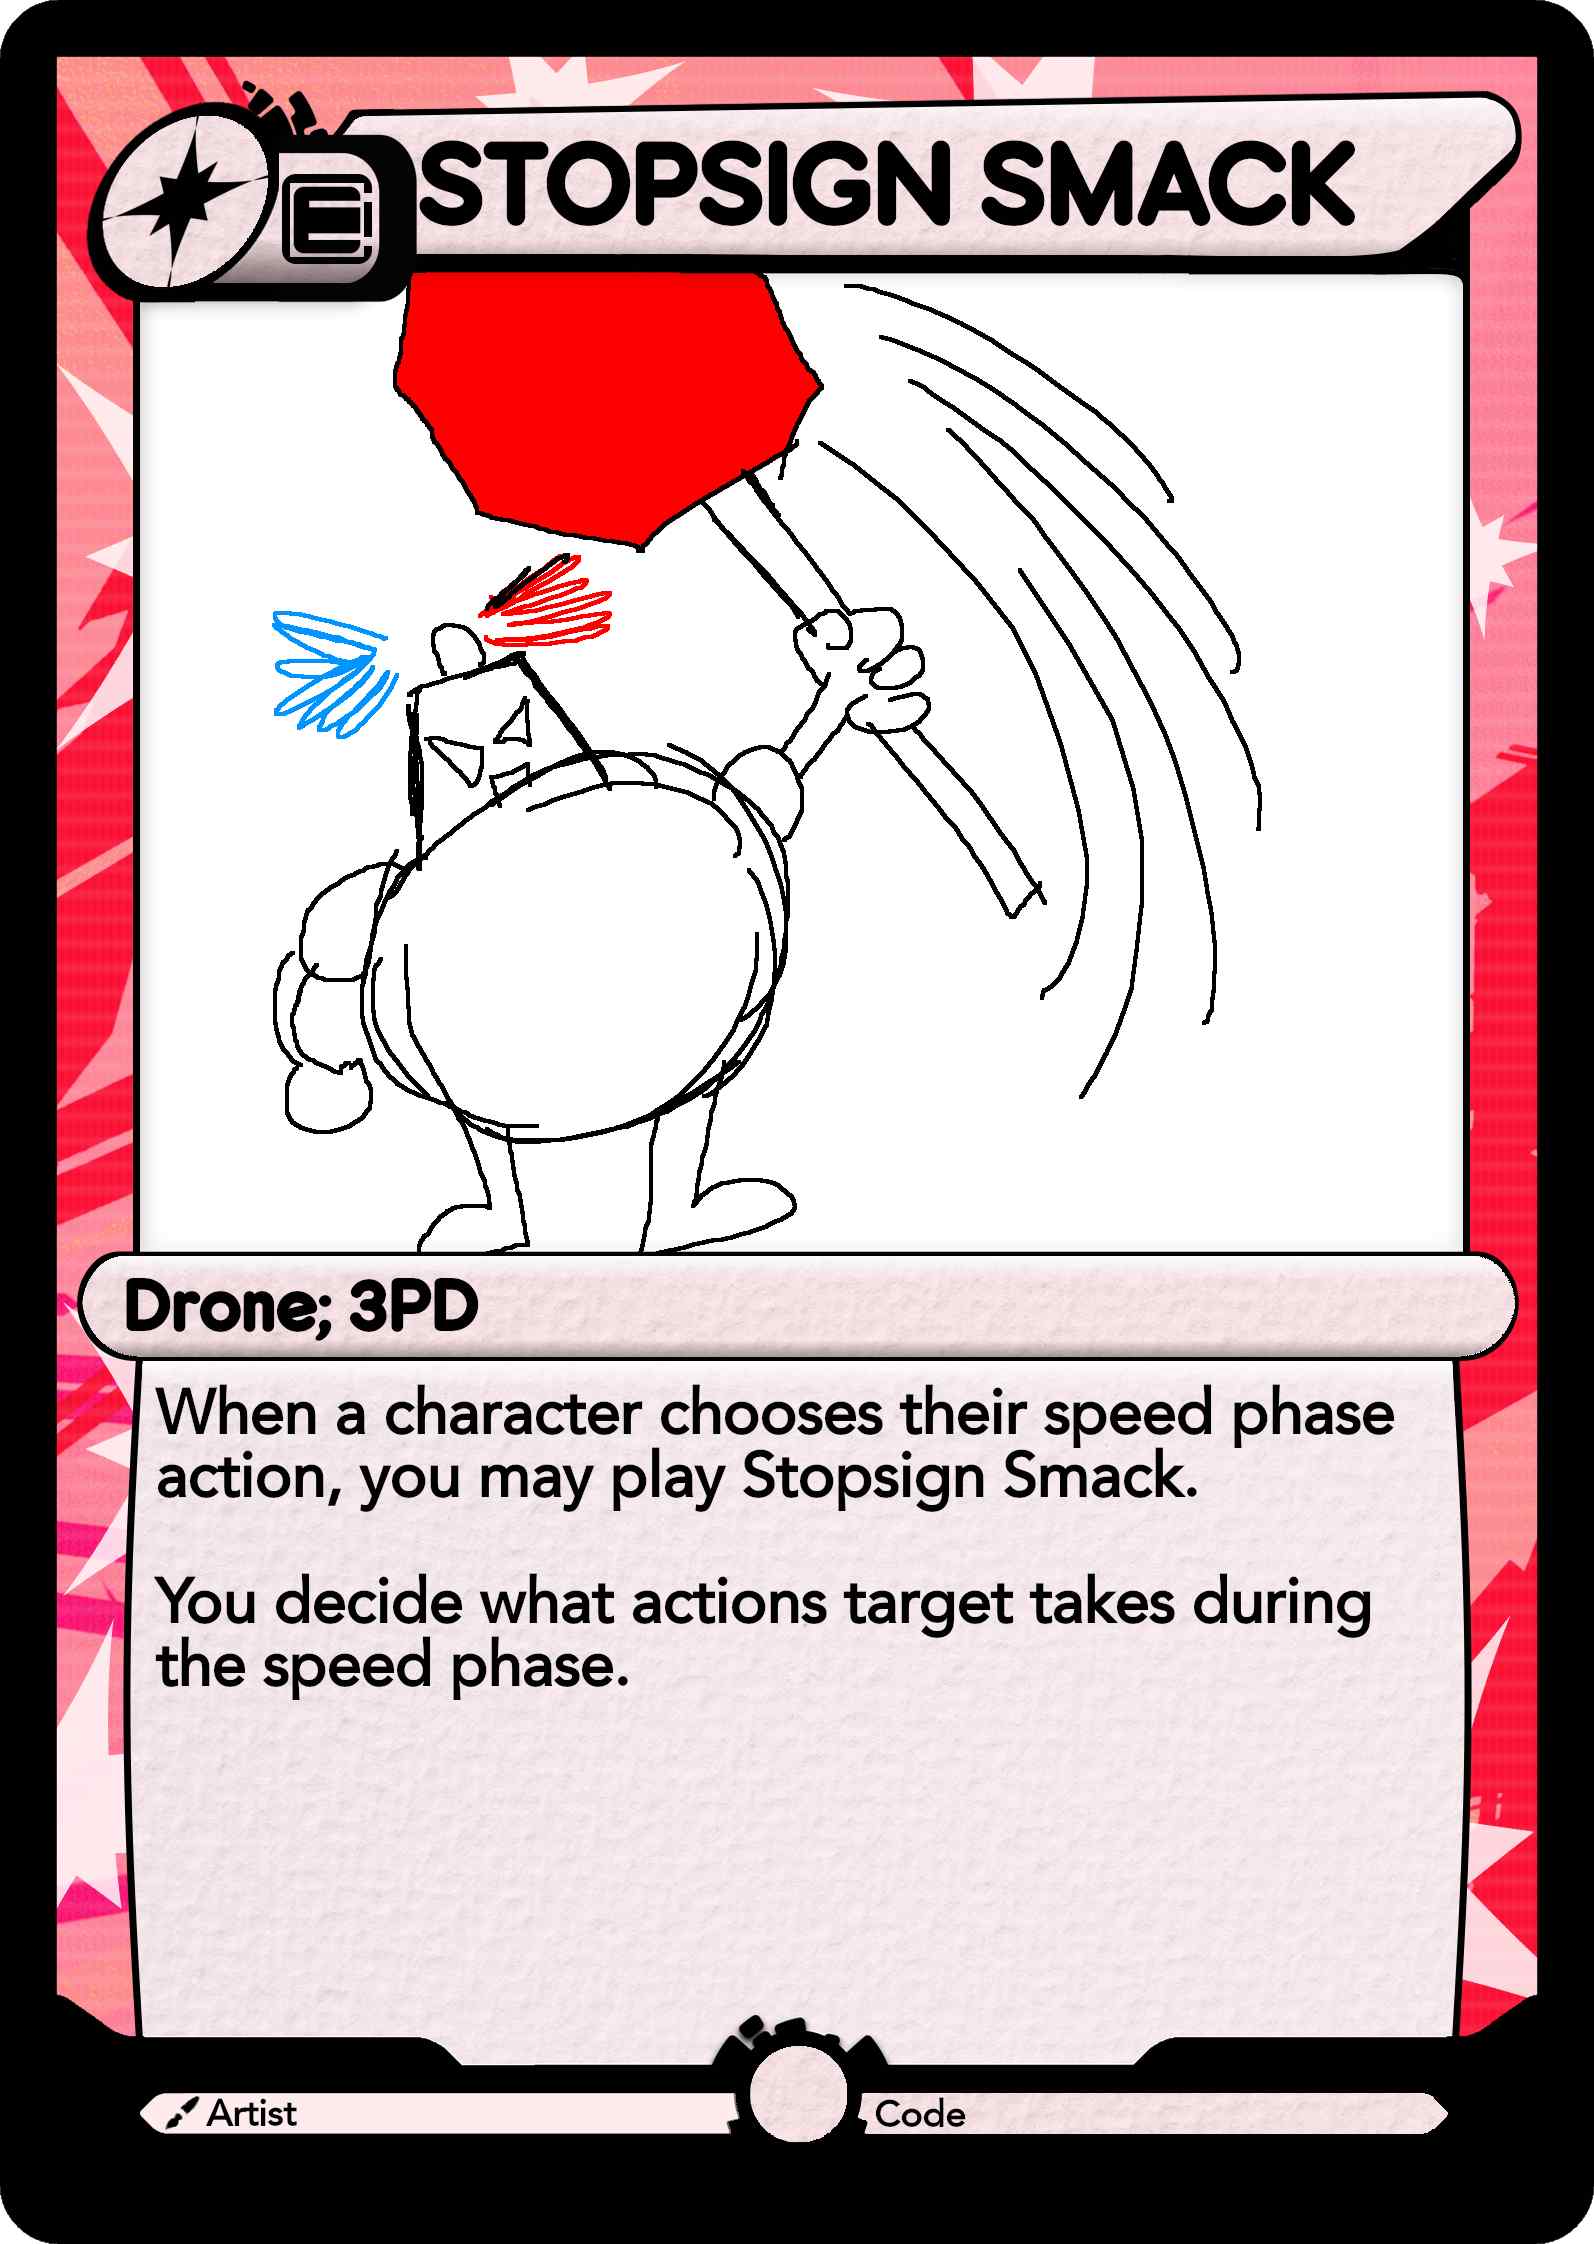 STOPSIGN SMACK
Drone; 3PD
When a character chooses their speed phase
action, you may play Stopsign Smack.
You decide what actions target takes during
the speed phase.
Artist
Code